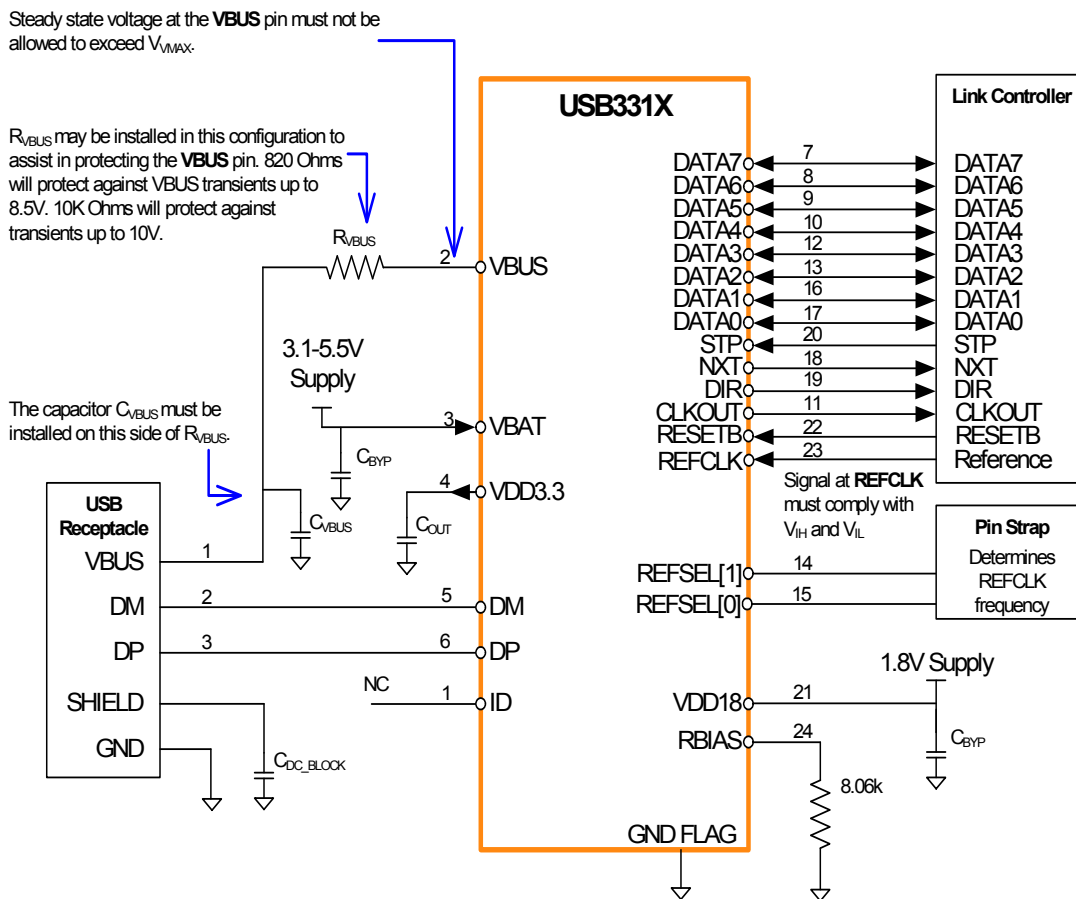 Steady state voltage at the VBUS pin must not be
allowed to exceed VVMAX.
RVBUS may be installed in this configuration to
assist in protecting the VBUS pin. 820 Ohms
will protect against VBUS transients up to
8.5V. 10K Ohms will protect against
transients up to 10V.
RVBUS
2
VBUS
3.1-5.5V
Supply
The capacitor CVBUS must be
installed on this side of RVBUS.
3
VBAT
CBYP
4
VDD3.3
CVBUS
COUT
USB
Receptacle
VBUS
1
DM
2
5
DM
DP
3
6
DP
SHIELD
NC
1
ID
GND
CDC_BLOCK
USB331X
GND FLAG
Link Controller
DATA7
7
DATA7
DATA6
8
DATA6
DATA5
9
DATA5
DATA4
10
DATA4
DATA3
12
DATA3
DATA2
13
DATA2
DATA1
16
DATA1
DATA0
17
DATA0
STP
20
STP
NXT
18
NXT
DIR
19
DIR
CLKOUT
11
CLKOUT
RESETB
22
RESETB
REFCLK
23
Reference
Signal at REFCLK
must comply with
VIH and VIL
Pin Strap
Determines
REFCLK
frequency
REFSEL[1]
14
REFSEL[0]
15
1.8V Supply
VDD18
21
RBIAS
24
CBYP
8.06k